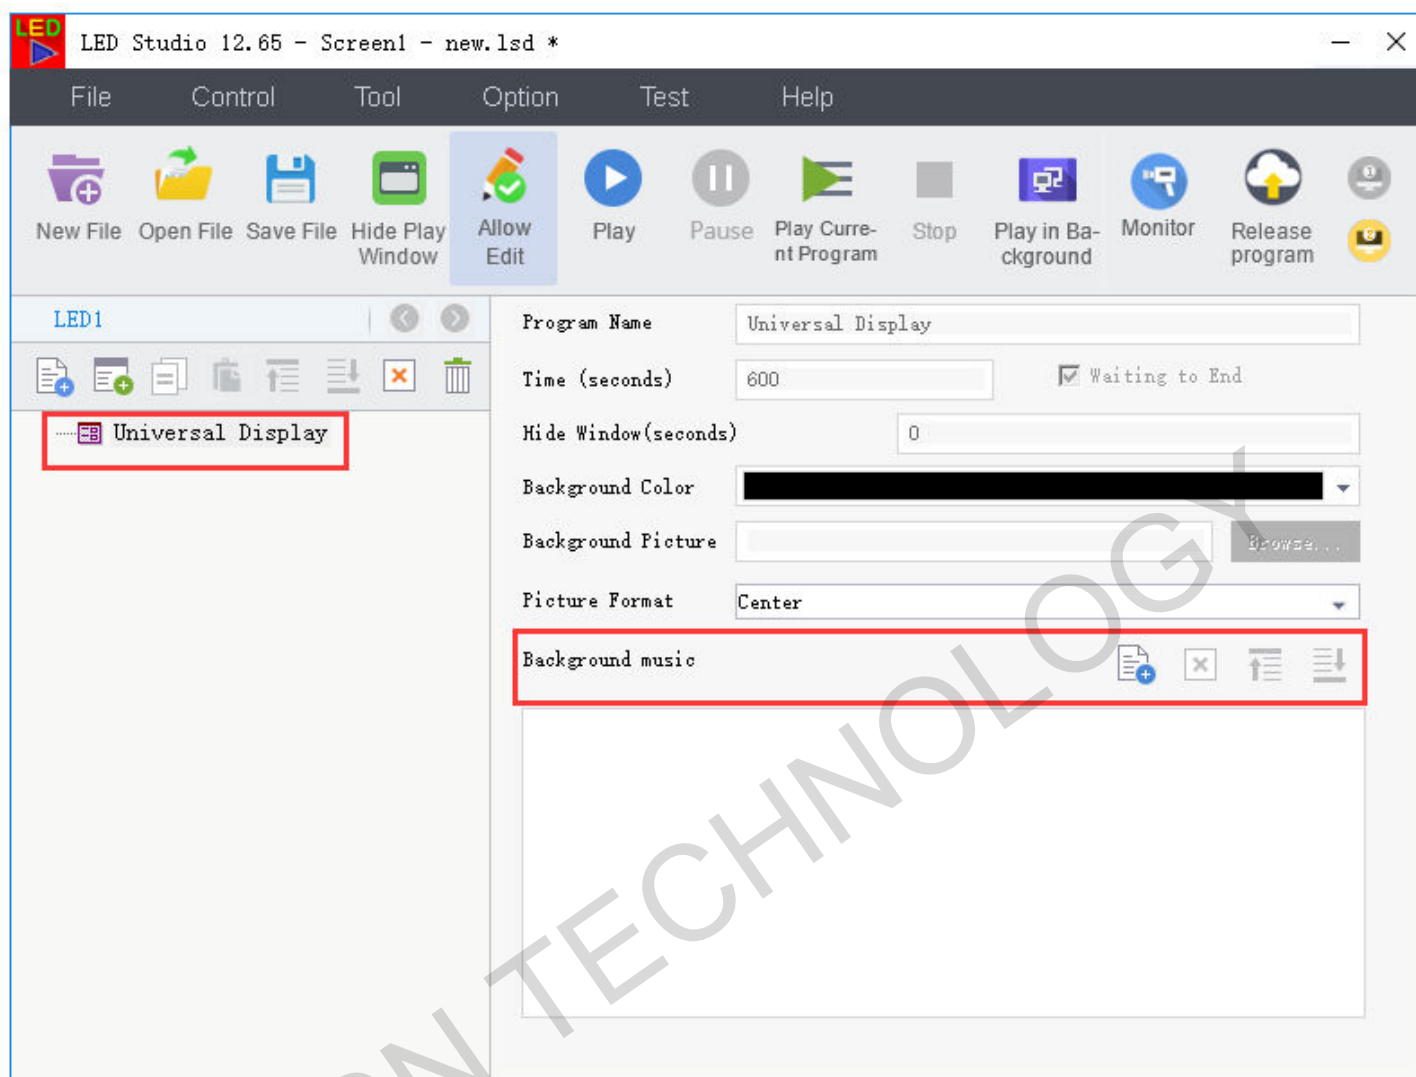 LED
LED Studio 12.65 - Screen1 - new.lsd *
File Control Tool Option Test Help
New File Open File Save File Hide Play Window Allow Edit Play Pause Play Curre-nt Program Stop Play in Ba-ckground Monitor Release program
LED1
Program Name Universal Display
Time (seconds) 600 Waiting to End
Universal Display
Hide Window(seconds) 0
Background Color
Background Picture Browse...
Picture Format Center
Background music
N TECHNOLOGY